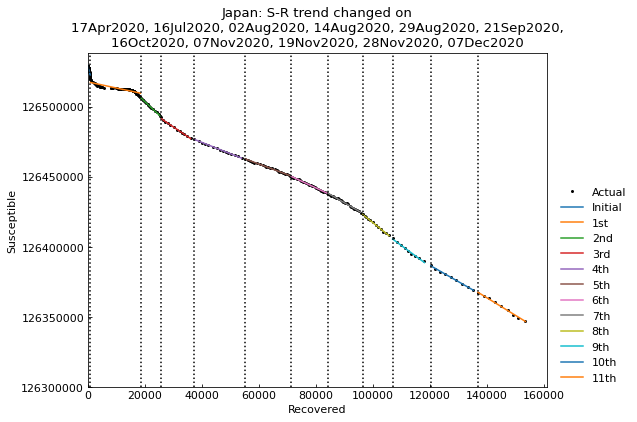 Japan: S-R trend changed on
17Apr2020, 16Jul2020, 02Aug2020, 14Aug2020, 29Aug2020, 21Sep2020,
16Oct2020, 07Nov2020, 19Nov2020, 28Nov2020, 07Dec2020
126500000
126450000
126400000
126350000
126300000
Susceptible
0 20000 40000 60000 80000 100000 120000 140000 160000
Recovered
Actual
Initial
1st
2nd
3rd
4th
5th
6th
7th
8th
9th
10th
11th